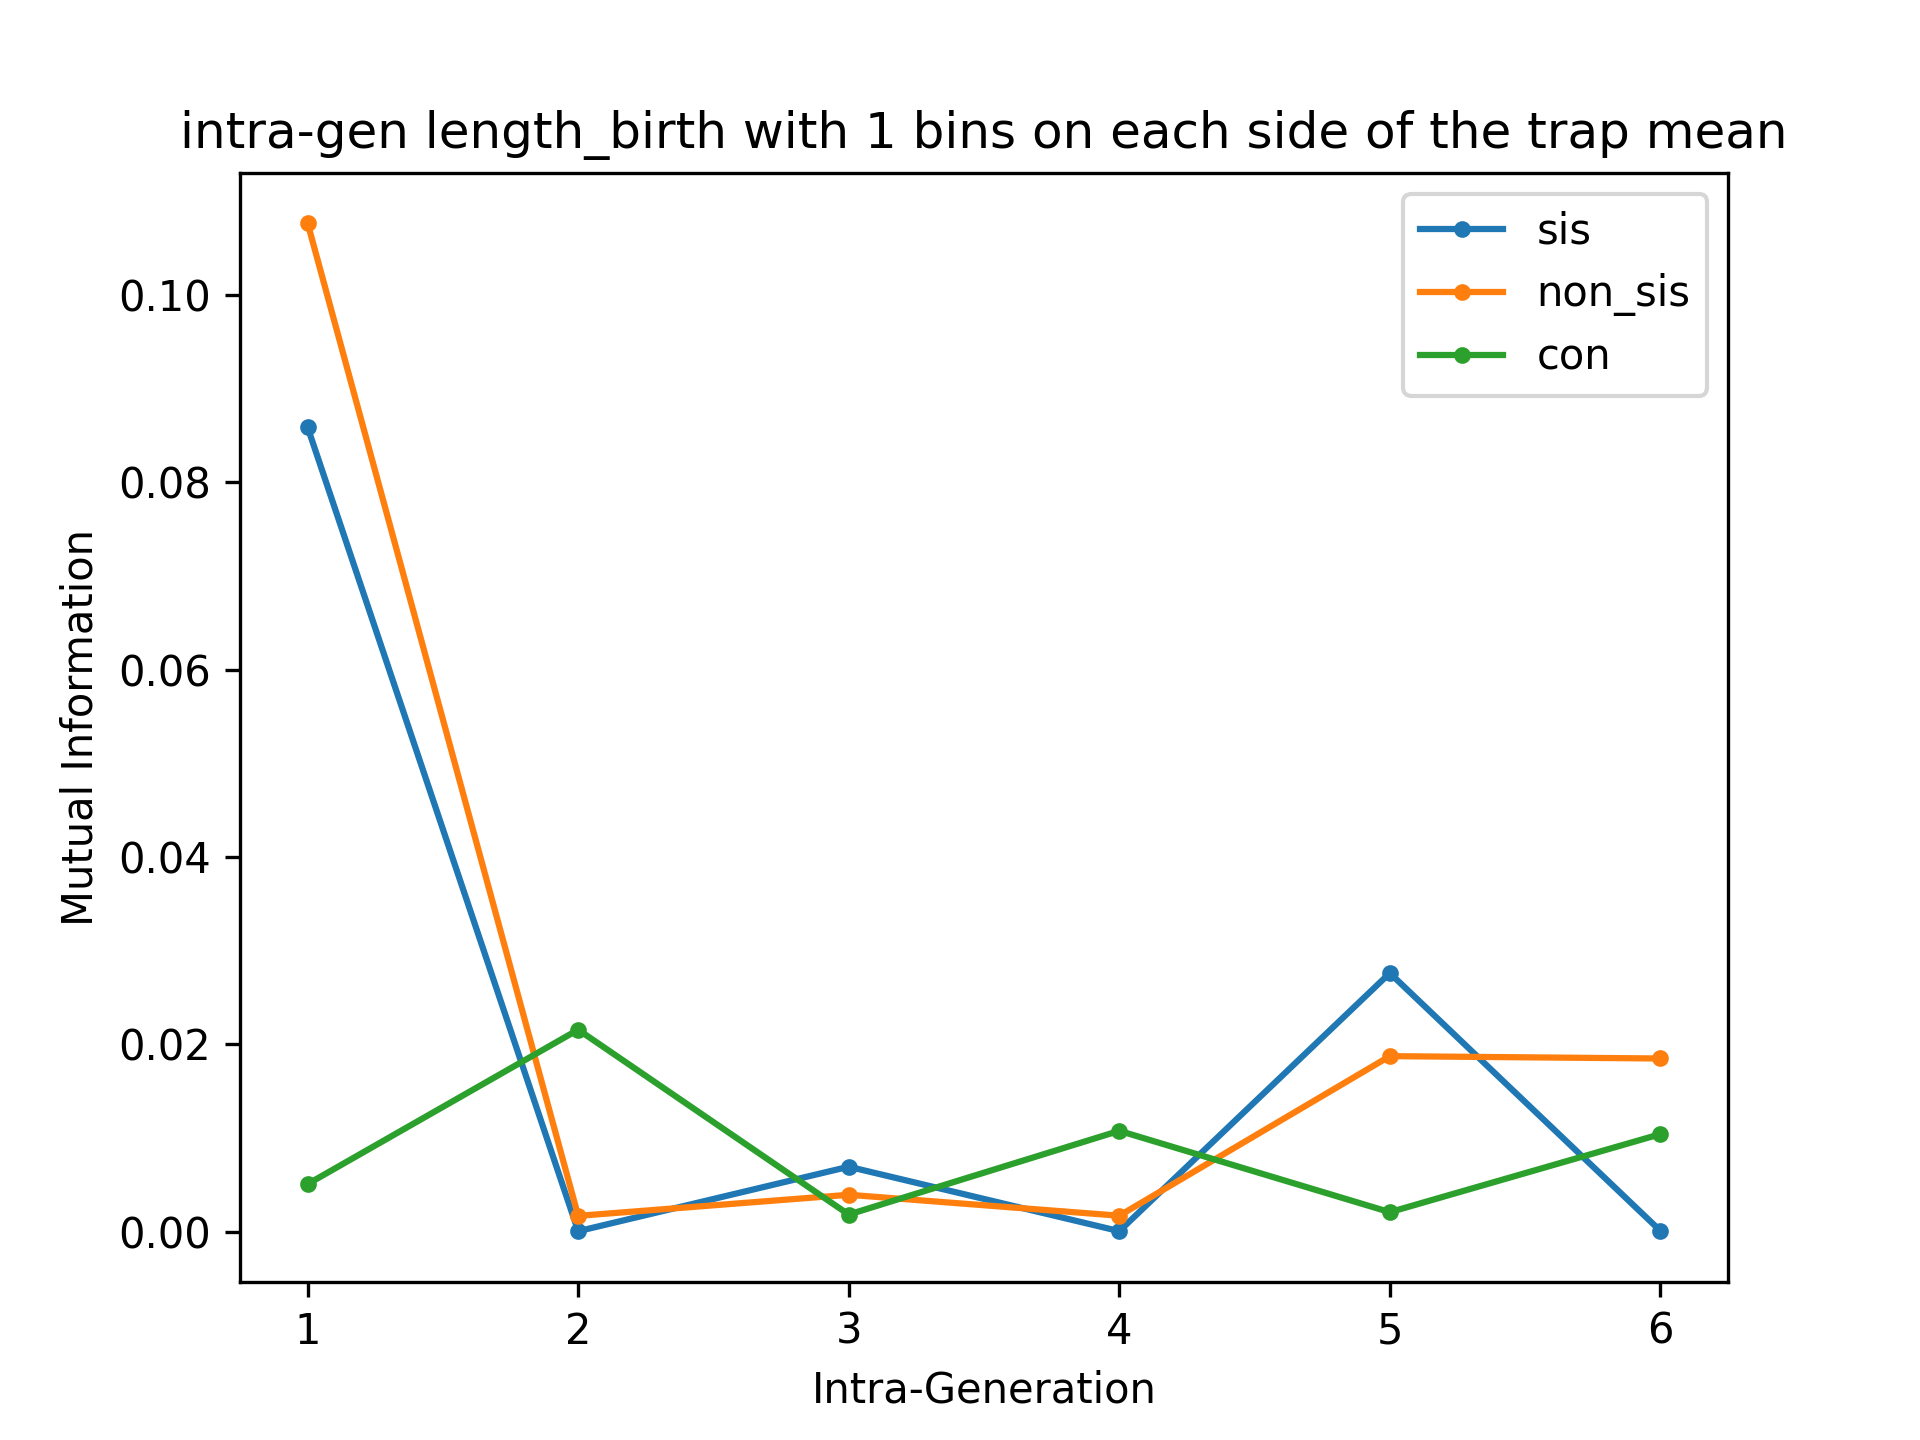 intra-gen length_birth with 1 bins on each side of the trap mean
sis
non_sis
con
0.10
0.08
0.06
0.04
0.02
0.00
Mutual Information
1 2 3 4 5 6
Intra-Generation